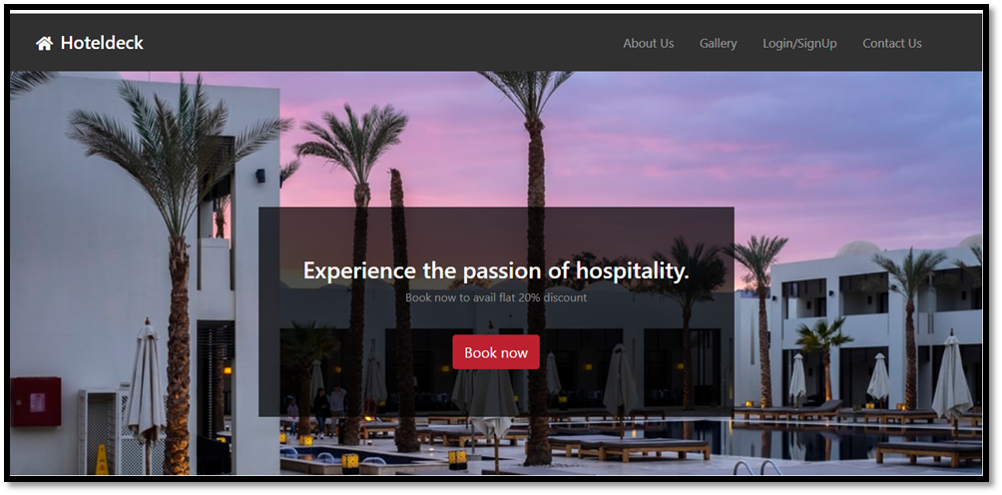 Hoteldeck
About Us
Gallery
Login/SignUp
Contact Us
Experience the passion of hospitality.
Book now to avail flat 20% discount
Book now